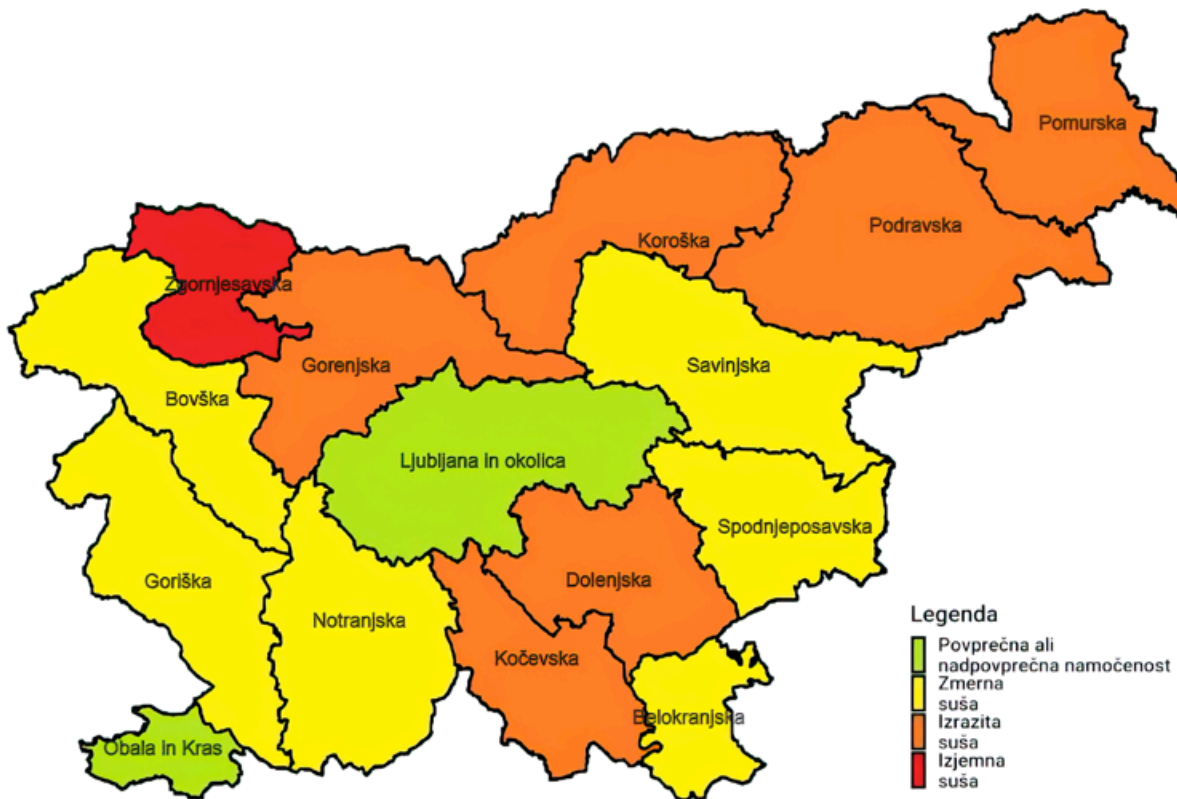 Pomurska
Podravska
Koroška
Zgornjesavska
Gorenjska
Savinjska
Bovška
Ljubljana in okolica
Spodnjeposavska
Goriška
Dolenjska
Notranjska
Kočevska
Belokranjska
Obala in Kras
Legenda
Povprečna ali
nadpovprečna namočenost
Zmerna
suša
Izrazita
suša
Izjemna
suša